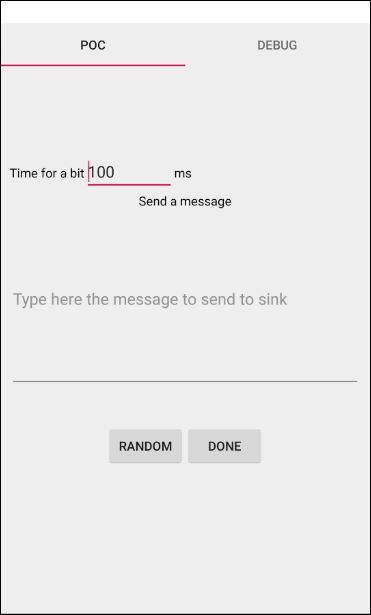 POC DEBUG
Time for a bit 100 ms
Send a message
Type here the message to send to sink
RANDOM DONE